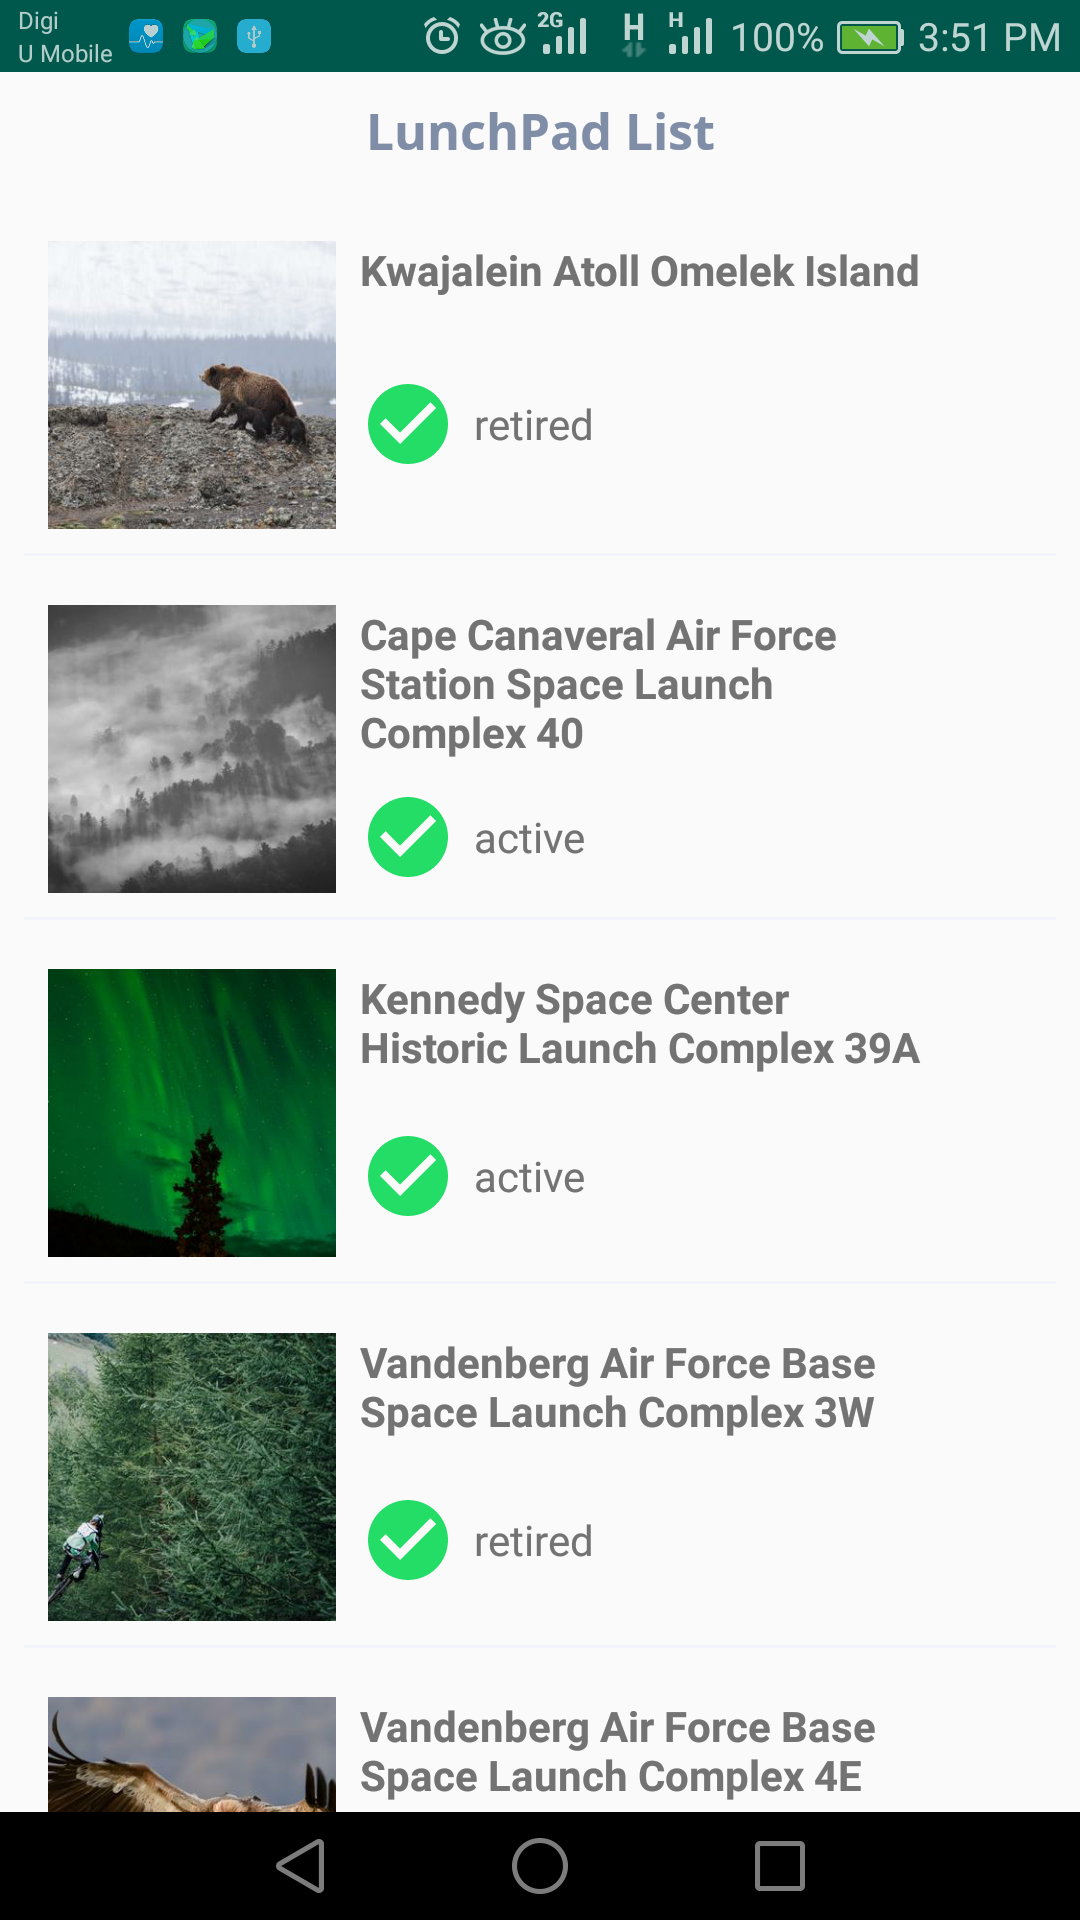 Digi
U Mobile
2G H H 100% 3:51 PM
LunchPad List
Kwajalein Atoll Omelek Island
retired
Cape Canaveral Air Force
Station Space Launch
Complex 40
active
Kennedy Space Center
Historic Launch Complex 39A
active
Vandenberg Air Force Base
Space Launch Complex 3W
retired
Vandenberg Air Force Base
Space Launch Complex 4E